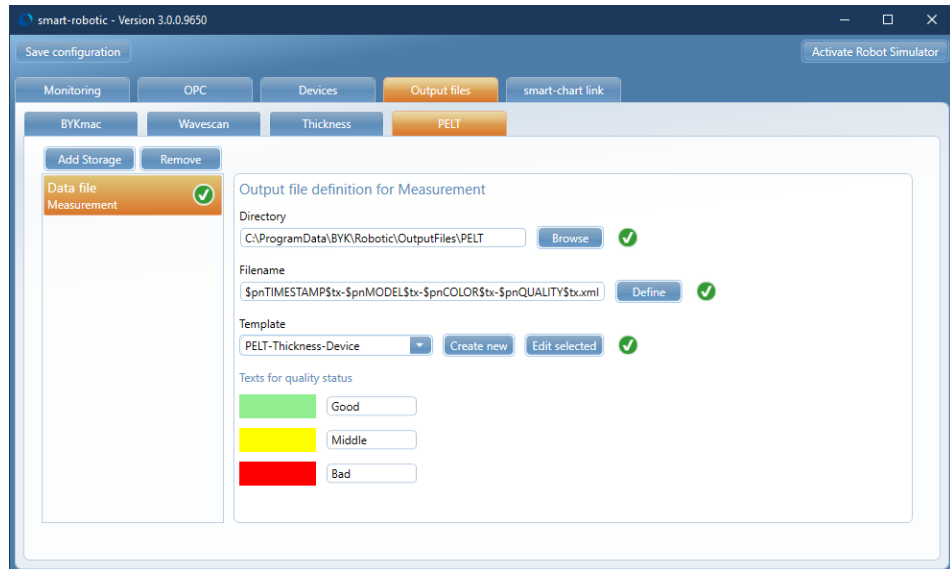 smart-robotic - Version 3.0.0.9650
Save configuration
Activate Robot Simulator
Monitoring
OPC
Devices
Output files
smart-chart link
BYKmac
Wavescan
Thickness
PELT
Add Storage
Remove
Data file
Measurement
Output file definition for Measurement
Directory
C:\ProgramData\BYK\Robotic\OutputFiles\PELT
Browse
Filename
$pnTIMESTAMP$tx-$pnMODEL$tx-$pnCOLOR$tx-$pnQUALITY$tx.xml
Define
Template
PELT-Thickness-Device
Create new
Edit selected
Texts for quality status
Good
Middle
Bad